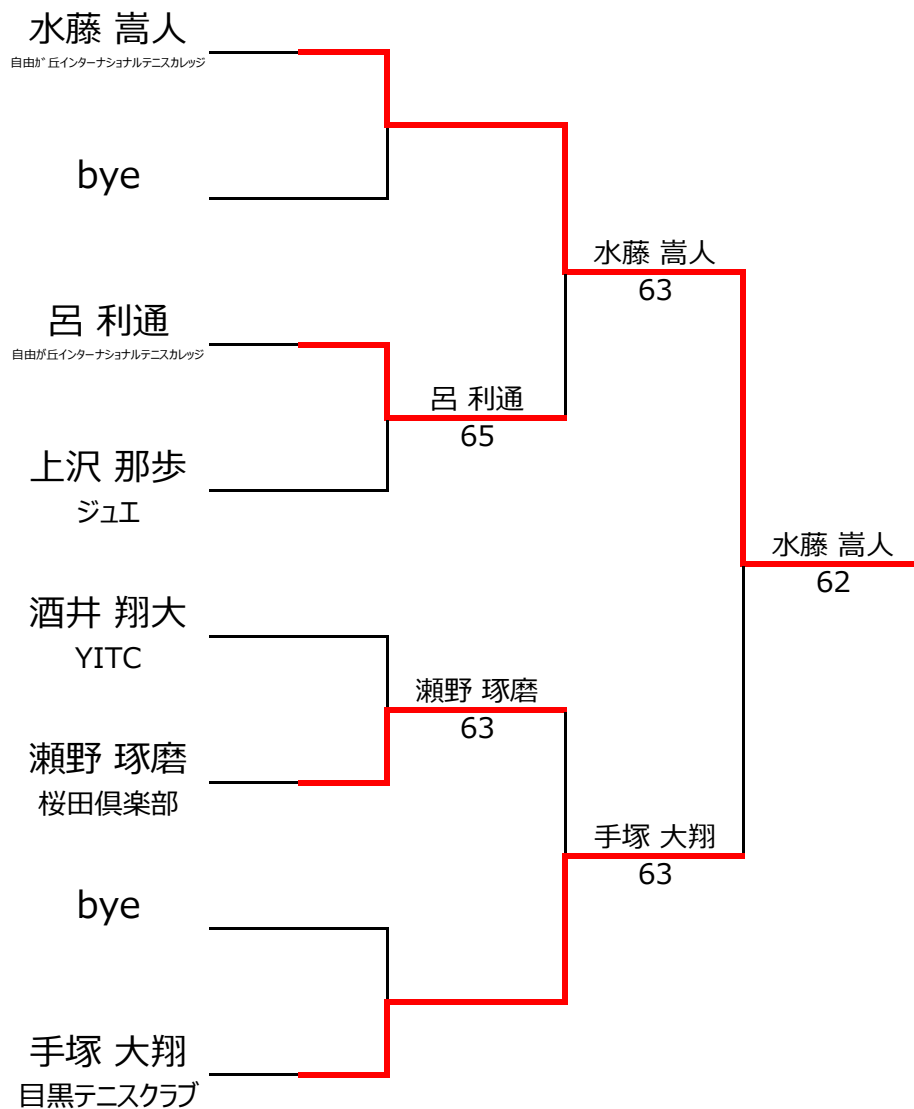 水藤 嵩人
自由が丘インターナショナルテニスカレッジ
bye
呂 利通
自由が丘インターナショナルテニスカレッジ
上沢 那歩
ジュエ
酒井 翔大
YITC
瀬野 琢磨
桜田倶楽部
bye
手塚 大翔
目黒テニスクラブ
呂 利通
65
瀬野 琢磨
63
水藤 嵩人
63
手塚 大翔
63
水藤 嵩人
62